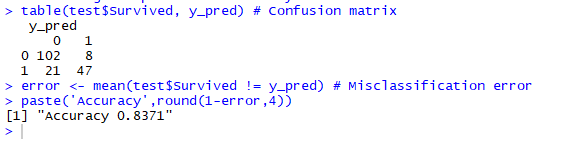 > table(test$Survived, y_pred) # Confusion matrix
   y_pred
      0   1
  0 102   8
  1  21  47
> error <- mean(test$Survived != y_pred) # Misclassification error
> paste('Accuracy',round(1-error,4))
[1] "Accuracy 0.8371"
>